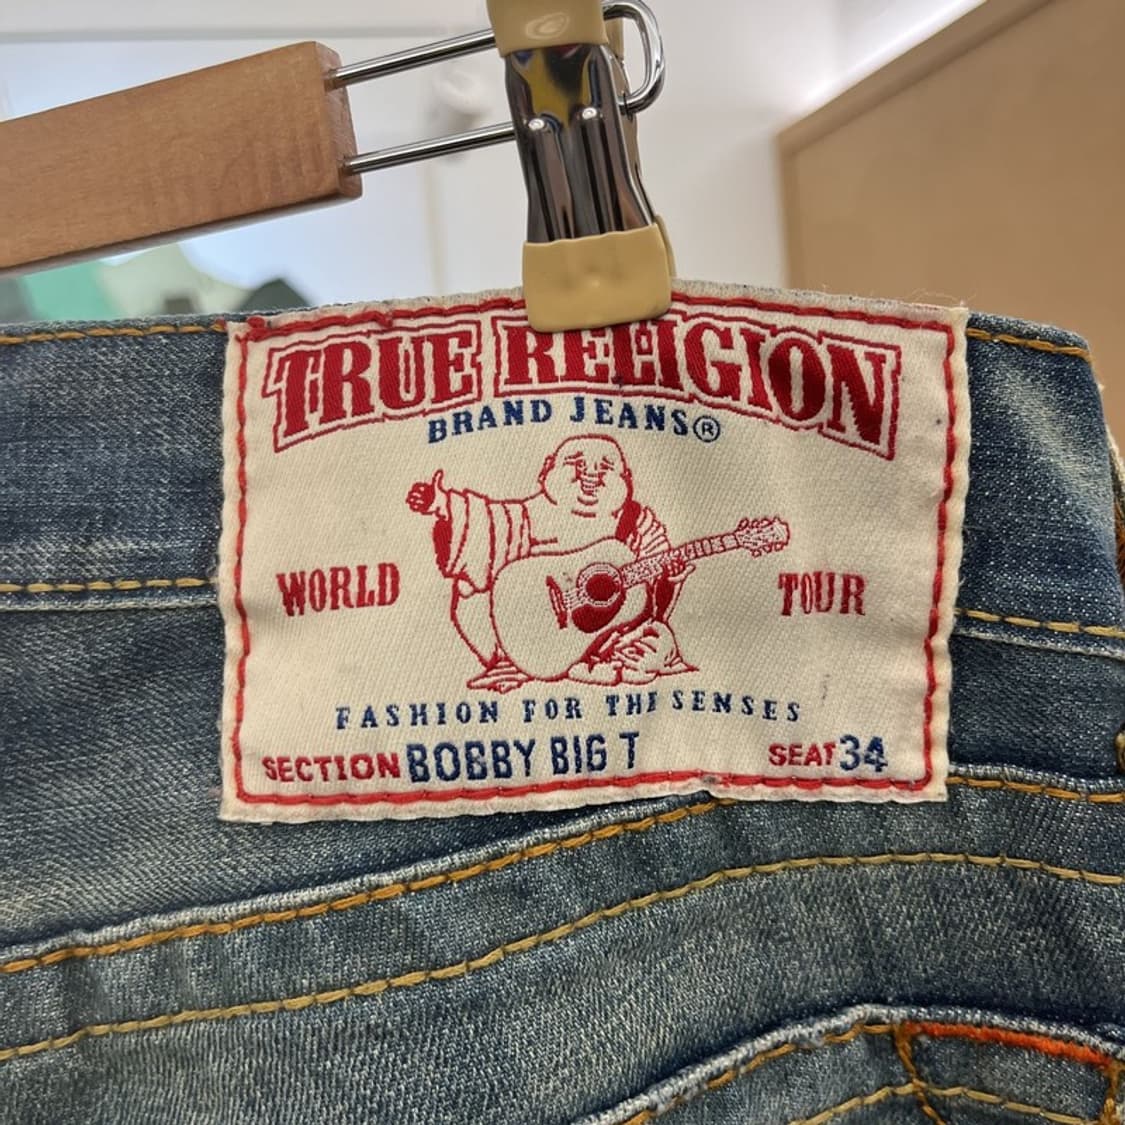 TRUE RELIGION
BRAND JEANS®
WORLD TOUR
FASHION FOR THE SENSES
SECTION BOBBY BIG T SEAT 34